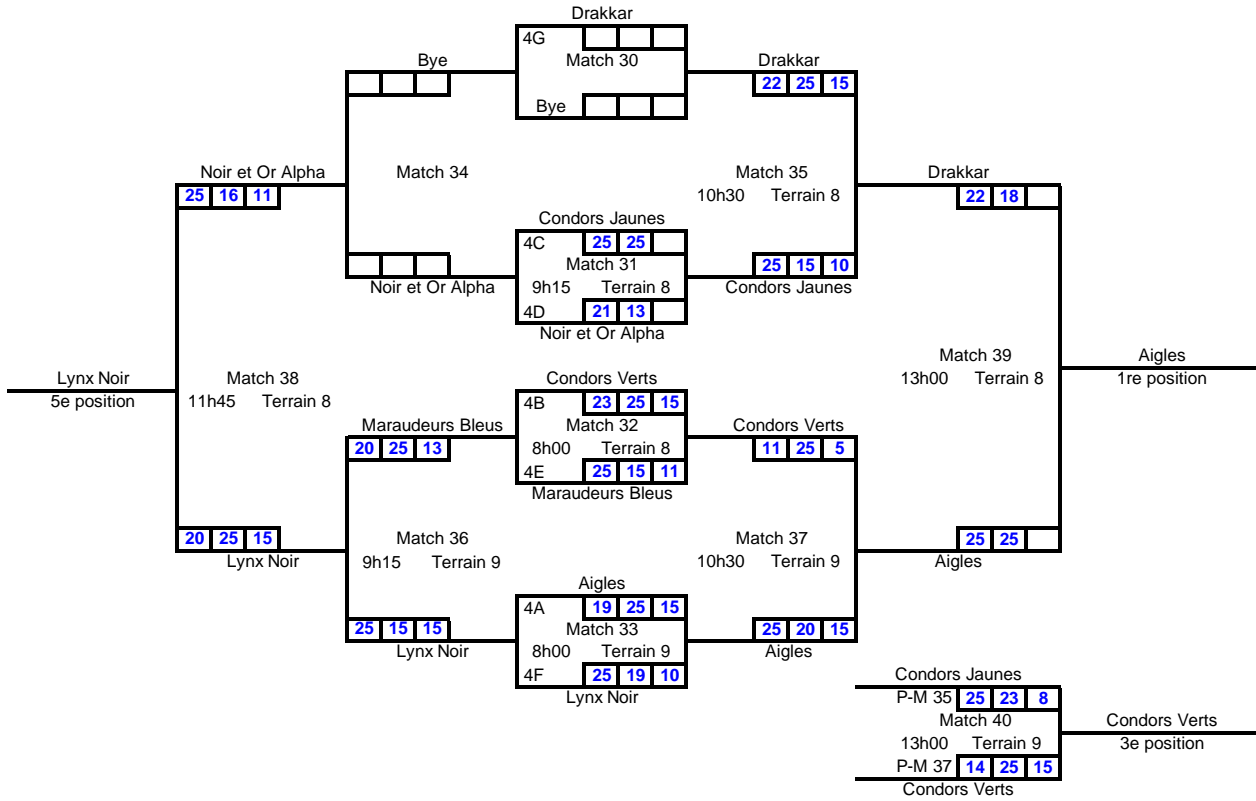 Drakkar
4G
Bye Match 30 Drakkar
22 25 15
Bye
Noir et Or Alpha Match 34 Match 35 Drakkar
25 16 11 10h30 Terrain 8 22 18
Condors Jaunes
4C 25 25 25 15 10
Match 31
Noir et Or Alpha 9h15 Terrain 8 Condors Jaunes
4D 21 13
Noir et Or Alpha
Match 39 Aigles
13h00 Terrain 8 1re position
Lynx Noir Match 38 Condors Verts
5e position 11h45 Terrain 8
4B 23 25 15
Maraudeurs Bleus Match 32 Condors Verts
20 25 13 8h00 Terrain 8 11 25 5
4E 25 15 11
Maraudeurs Bleus
20 25 15 Match 36 Match 37 25 25
Lynx Noir 9h15 Terrain 9 10h30 Terrain 9 Aigles
Aigles
4A 19 25 15
25 15 15 Match 33 25 20 15
Lynx Noir 8h00 Terrain 9 Aigles
4F 25 19 10
Lynx Noir
Condors Jaunes
P-M 35 25 23 8
Match 40 Condors Verts
13h00 Terrain 9 3e position
P-M 37 14 25 15
Condors Verts